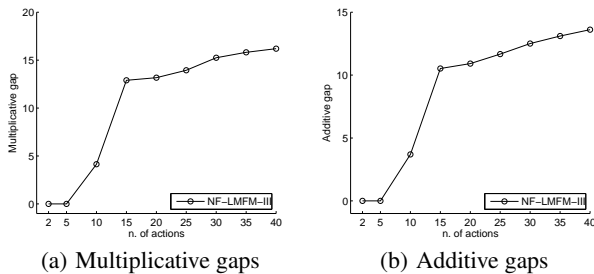 20
15
10
5
0
Multiplicative gap
2 5 10 15 20 25 30 35 40
n. of actions
NF−LMFM−III
(a) Multiplicative gaps
15
10
5
0
Additive gap
2 5 10 15 20 25 30 35 40
n. of actions
NF−LMFM−III
(b) Additive gaps